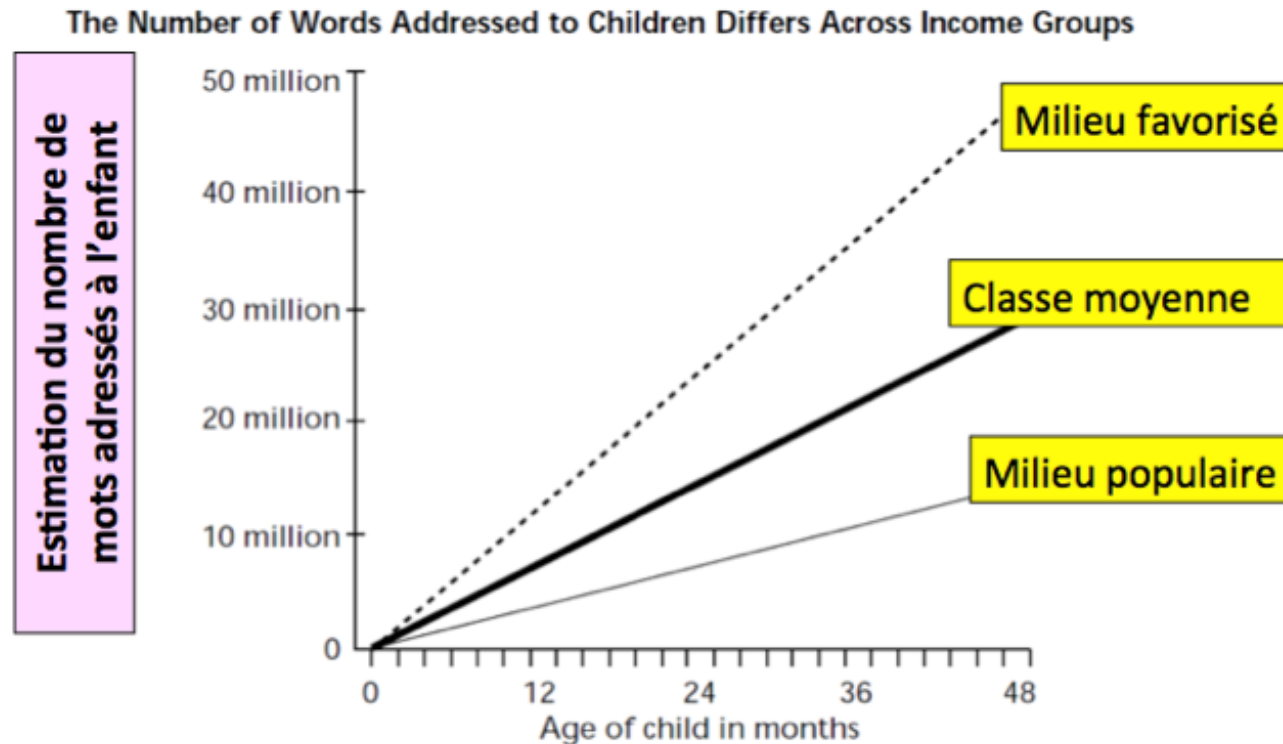 The Number of Words Addressed to Children Differs Across Income Groups
Estimation du nombre de
mots adressés à l'enfant
50 million
40 million
30 million
20 million
10 million
0
Milieu favorisé
Classe moyenne
Milieu populaire
0 12 24 36 48
Age of child in months